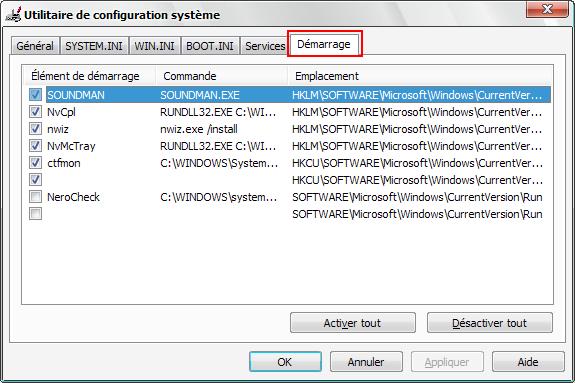 Utilitaire de configuration système
Général SYSTEM.INI WIN.INI BOOT.INI Services Démarrage
Élément de démarrage Commande Emplacement
SOUNDMAN SOUNDMAN.EXE HKLM\SOFTWARE\Microsoft\Windows\CurrentVer...
NvCpl RUNDLL32.EXE C:\WI... HKLM\SOFTWARE\Microsoft\Windows\CurrentVer...
nwiz nwiz.exe /install HKLM\SOFTWARE\Microsoft\Windows\CurrentVer...
NvMcTray RUNDLL32.EXE C:\WI... HKLM\SOFTWARE\Microsoft\Windows\CurrentVer...
ctfmon C:\WINDOWS\System... HKCU\SOFTWARE\Microsoft\Windows\CurrentVer...
HKCU\SOFTWARE\Microsoft\Windows\CurrentVer...
NeroCheck C:\WINDOWS\system... SOFTWARE\Microsoft\Windows\CurrentVersion\Run
SOFTWARE\Microsoft\Windows\CurrentVersion\Run
Activer tout Désactiver tout
OK Annuler Appliquer Aide